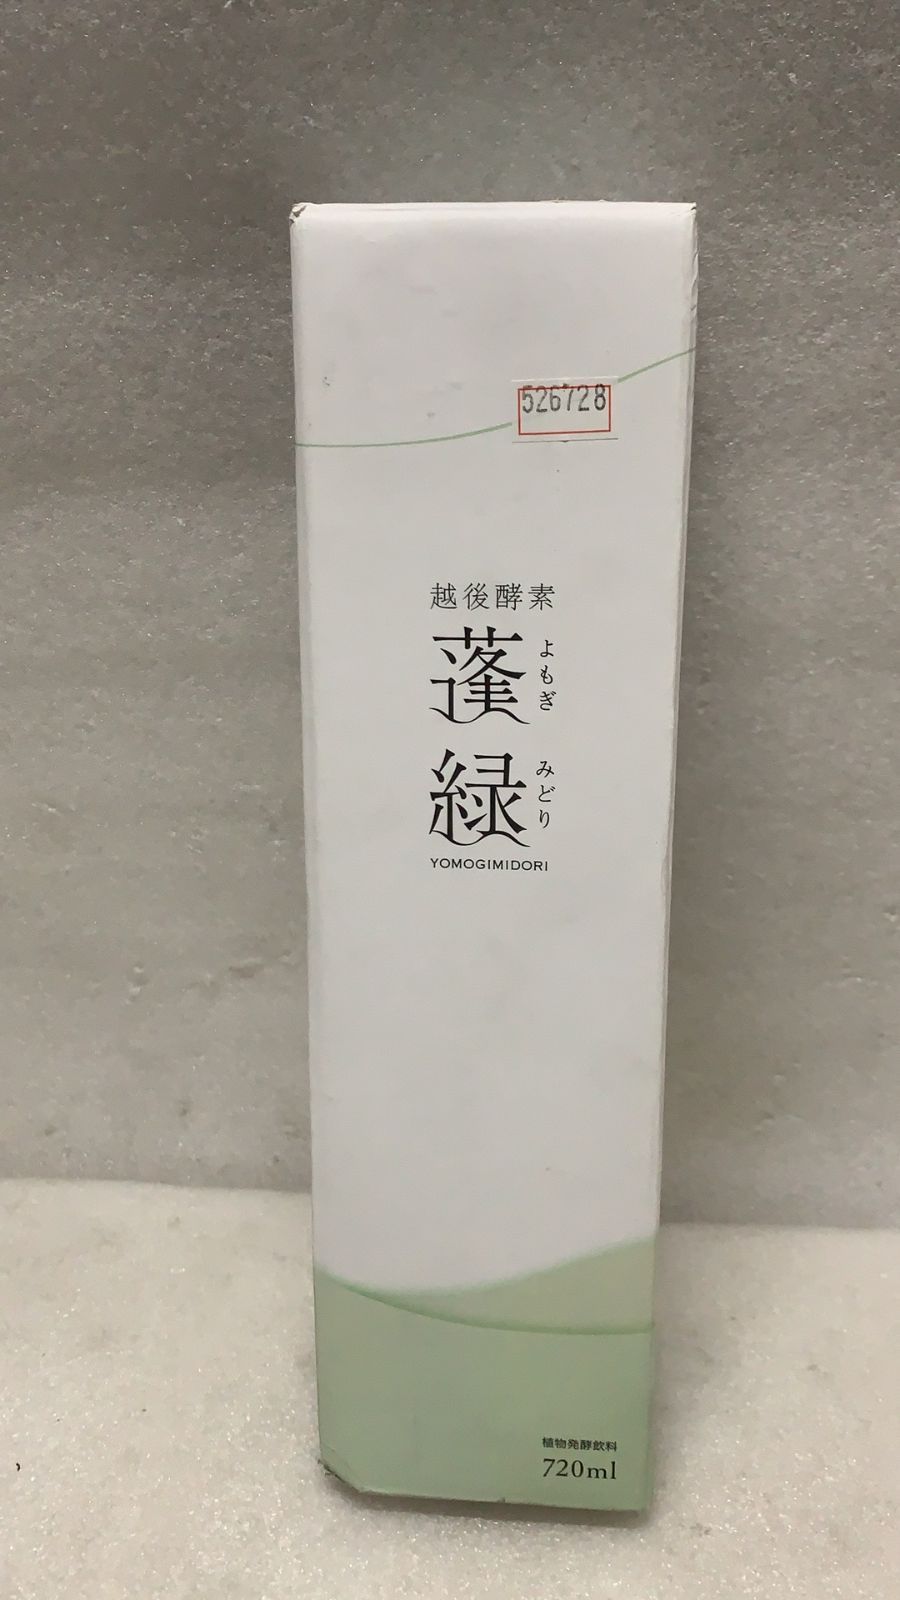 526728
越後酵素
蓬緑
よもぎ
みどり
YOMOGIMIDORI
植物発酵飲料
720ml